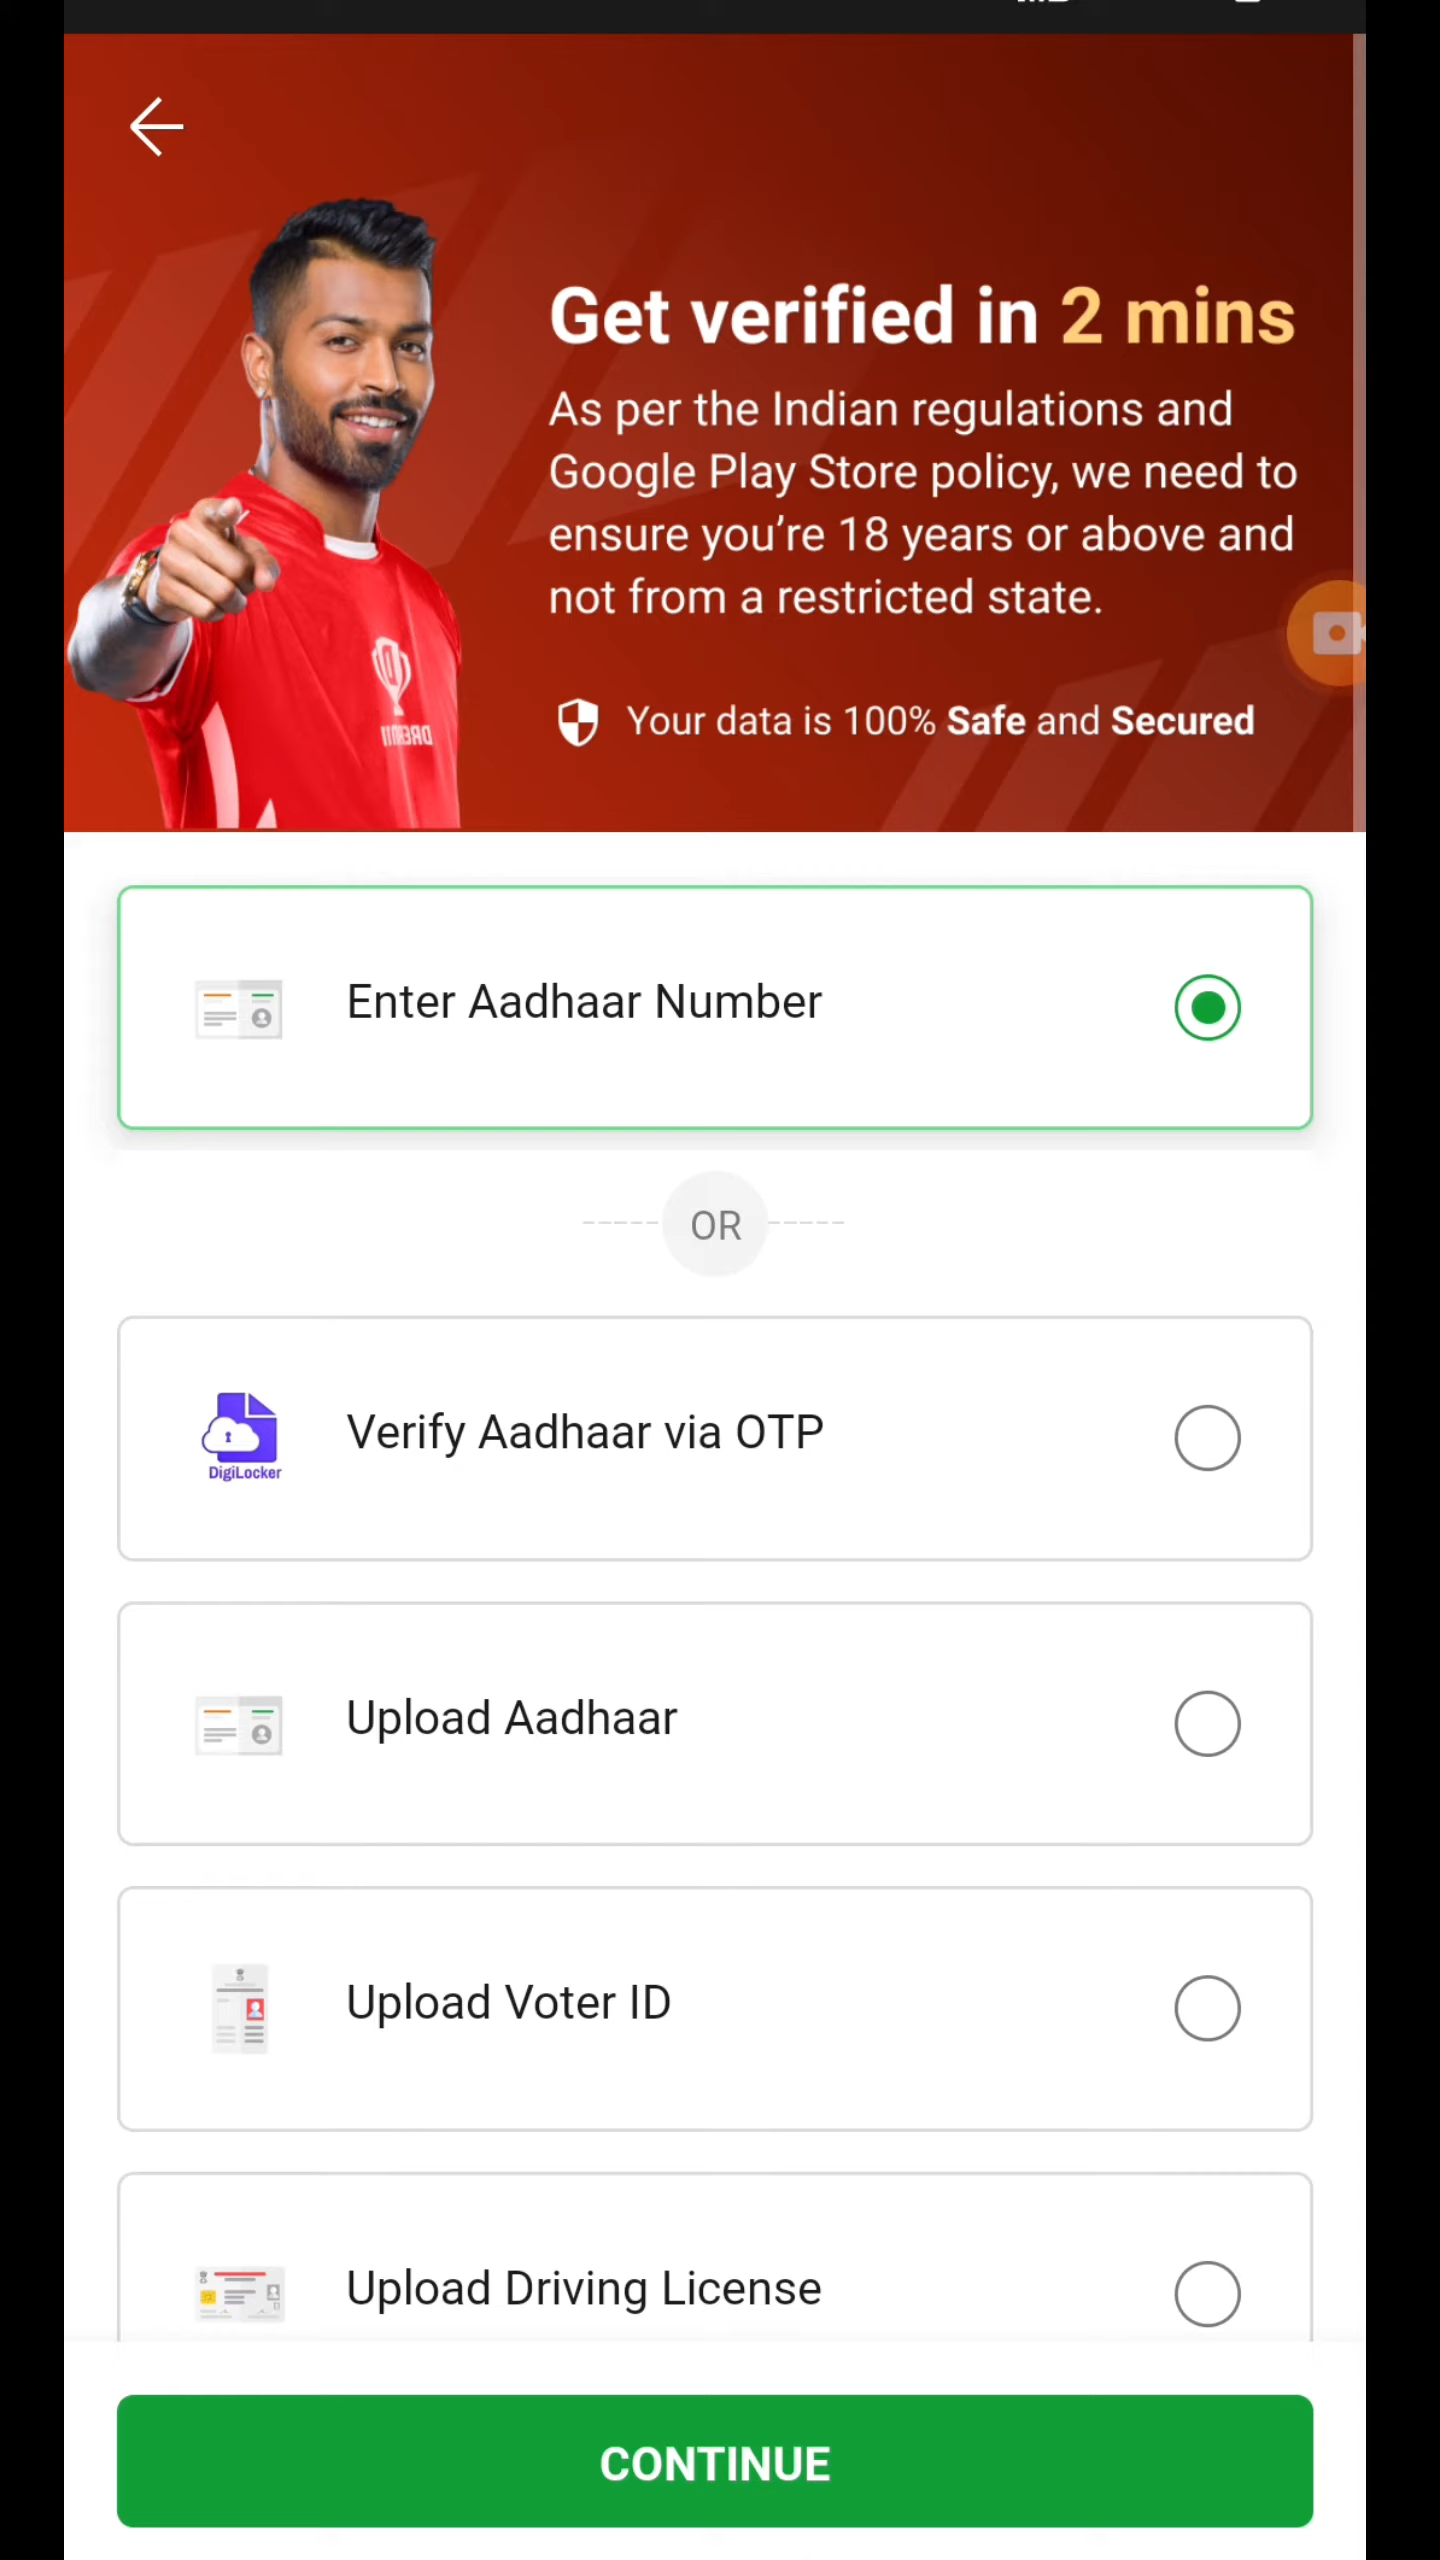 Get verified in 2 mins
As per the Indian regulations and
Google Play Store policy, we need to
ensure you’re 18 years or above and
not from a restricted state.
Your data is 100% Safe and Secured
DREAM11
Enter Aadhaar Number
OR
DigiLocker
Verify Aadhaar via OTP
Upload Aadhaar
Upload Voter ID
Upload Driving License
CONTINUE